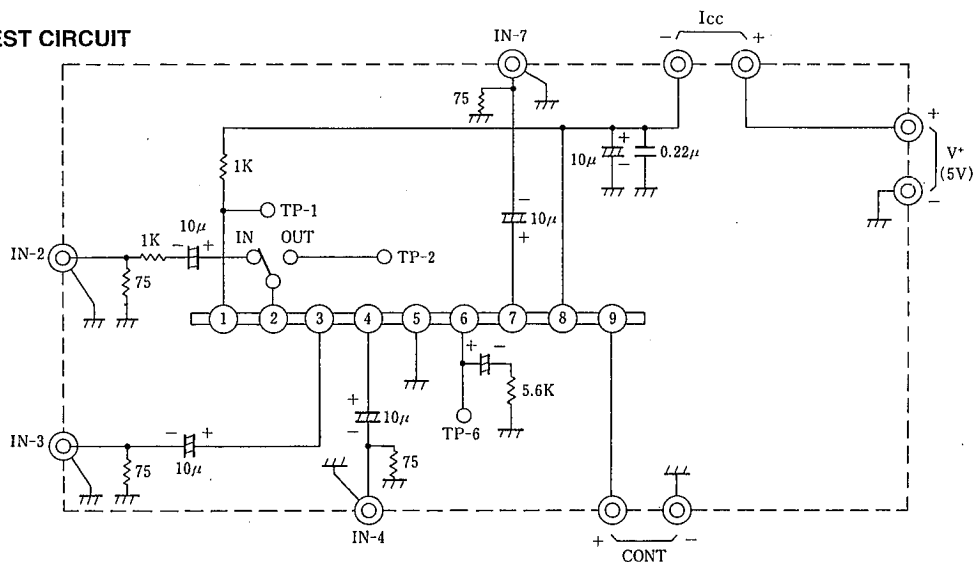 EST CIRCUIT
IN-7
Icc
- +
75
+
10μ
-
0.22μ
+
V+
(5V)
-
1K
TP-1
-
10μ
+
IN-2
1K
10μ
- +
IN
OUT
TP-2
75
1 2 3 4 5 6 7 8 9
+ -
5.6K
TP-6
+
10μ
-
75
IN-3
- +
10μ
75
IN-4
+ -
CONT